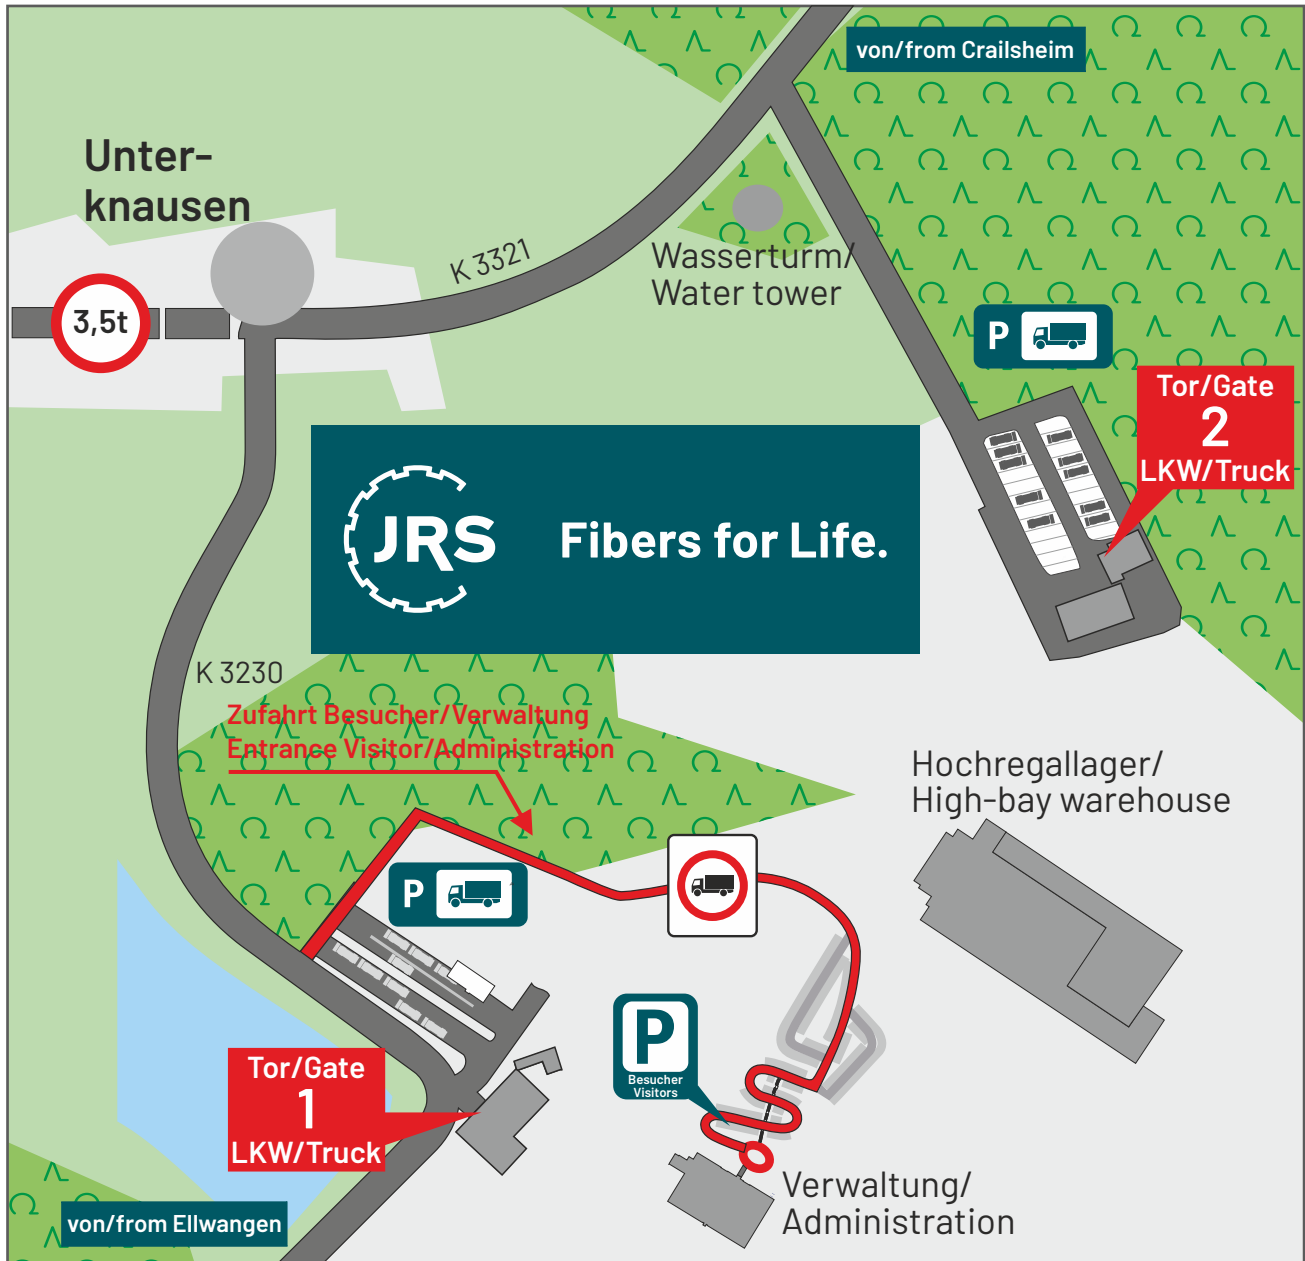 von/from Crailsheim
Unter-
knausen
K 3321
Wasserturm/
Water tower
3,5t
P
Tor/Gate
2
LKW/Truck
JRS
Fibers for Life.
K 3230
Zufahrt Besucher/Verwaltung
Entrance Visitor/Administration
Hochregallager/
High-bay warehouse
P
P
Besucher
Visitors
Tor/Gate
1
LKW/Truck
Verwaltung/
Administration
von/from Ellwangen